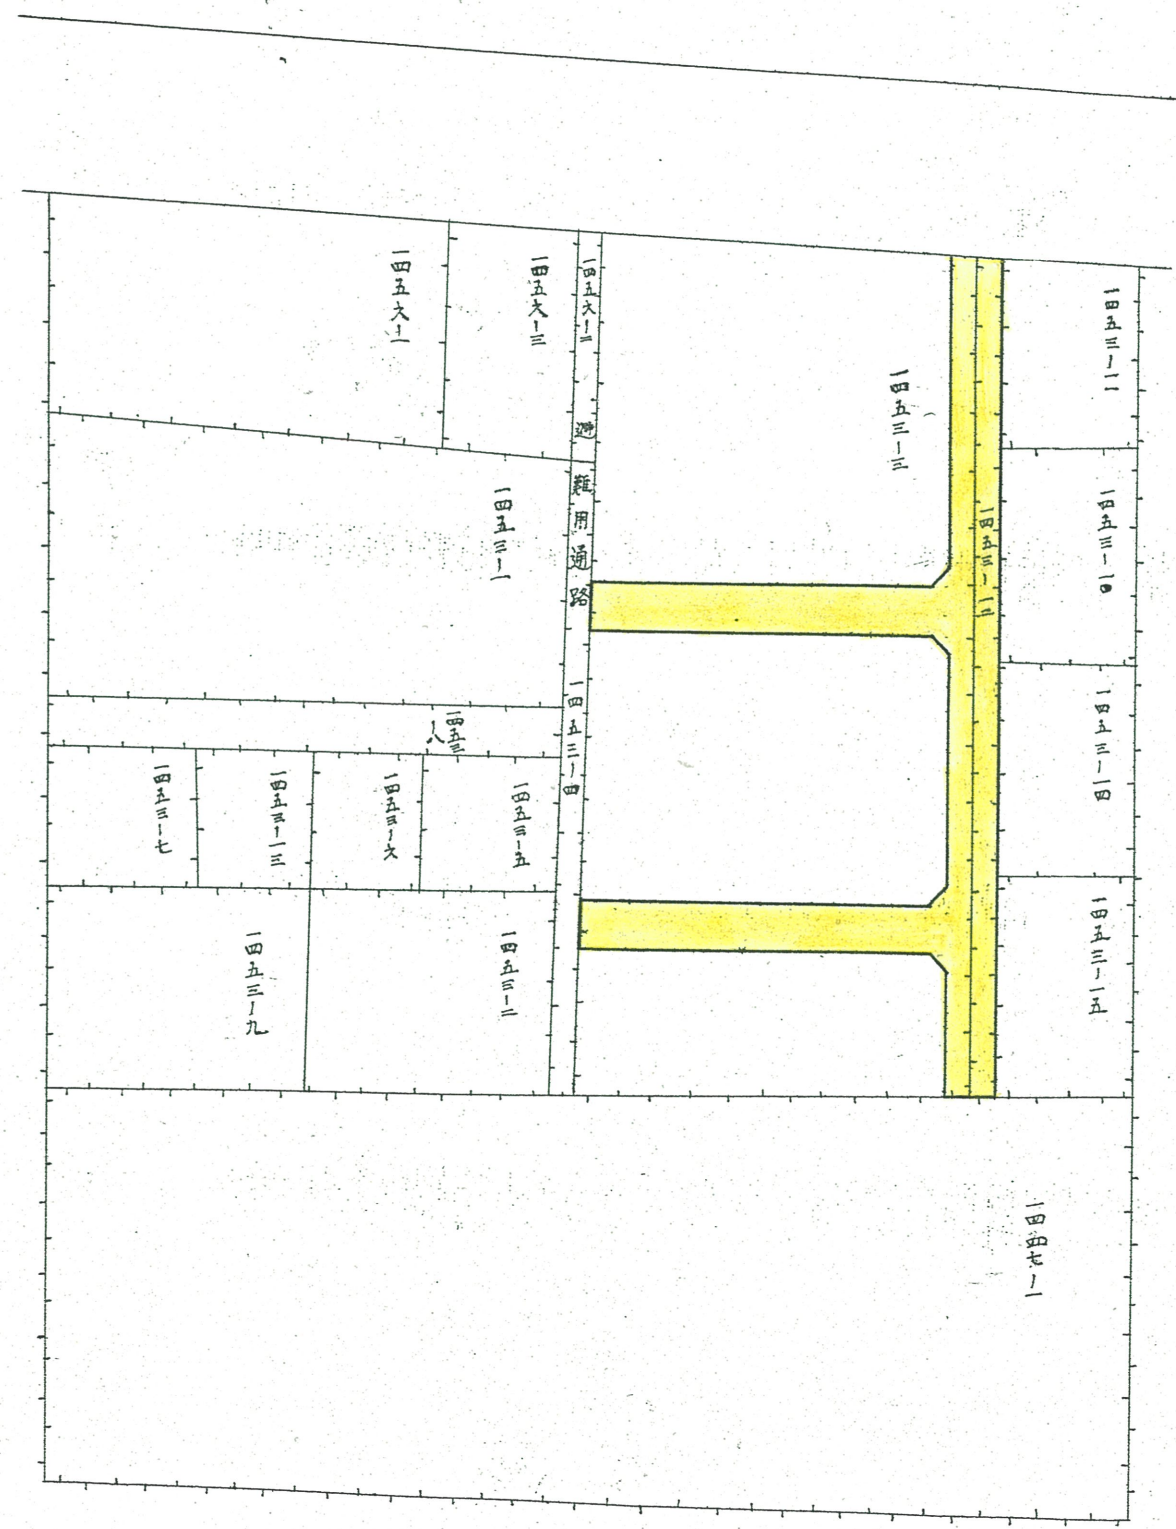 一四五三ー一一
一四五三ー一〇
一四五三ー一四
一四五三ー一五
一四五三ー一二
一四五三ー三
一四五六ー二
避難用通路
一四五三ー四
一四五六ー三
一四五六ー一
一四五三ー一
一四五三
ー八
一四五三ー五
一四五三ー六
一四五三ー一三
一四五三ー七
一四五三ー二
一四五三ー九
一四四七ー一